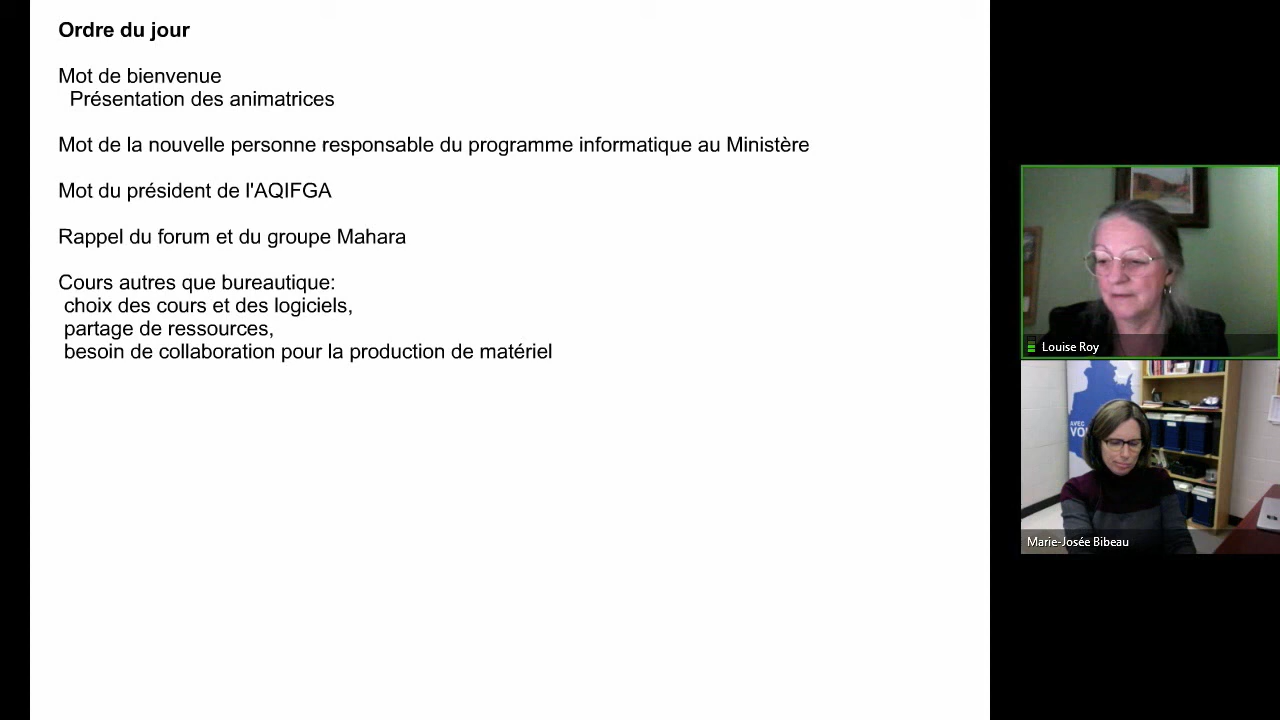 Ordre du jour
Mot de bienvenue
Présentation des animatrices
Mot de la nouvelle personne responsable du programme informatique au Ministère
Mot du président de l'AQIFGA
Rappel du forum et du groupe Mahara
Cours autres que bureautique:
choix des cours et des logiciels,
partage de ressources,
besoin de collaboration pour la production de matériel
Louise Roy
AVEC
Marie-Josée Bibeau